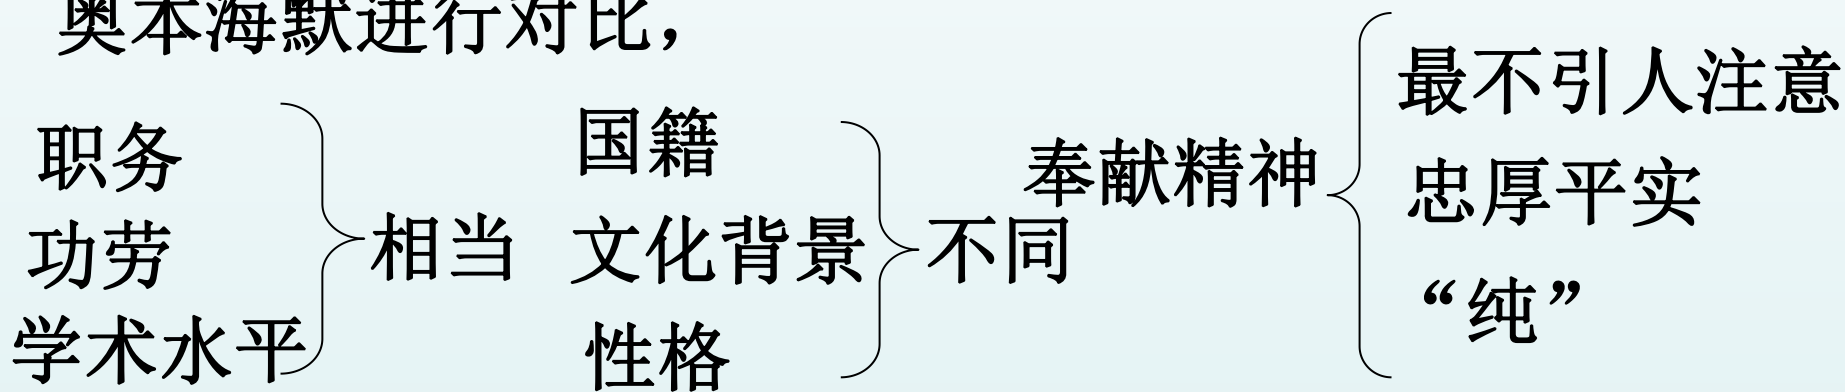 奥本海默进行对比，
职务
功劳
学术水平
相当
国籍
文化背景
性格
不同
奉献精神
最不引人注意
忠厚平实
“纯”